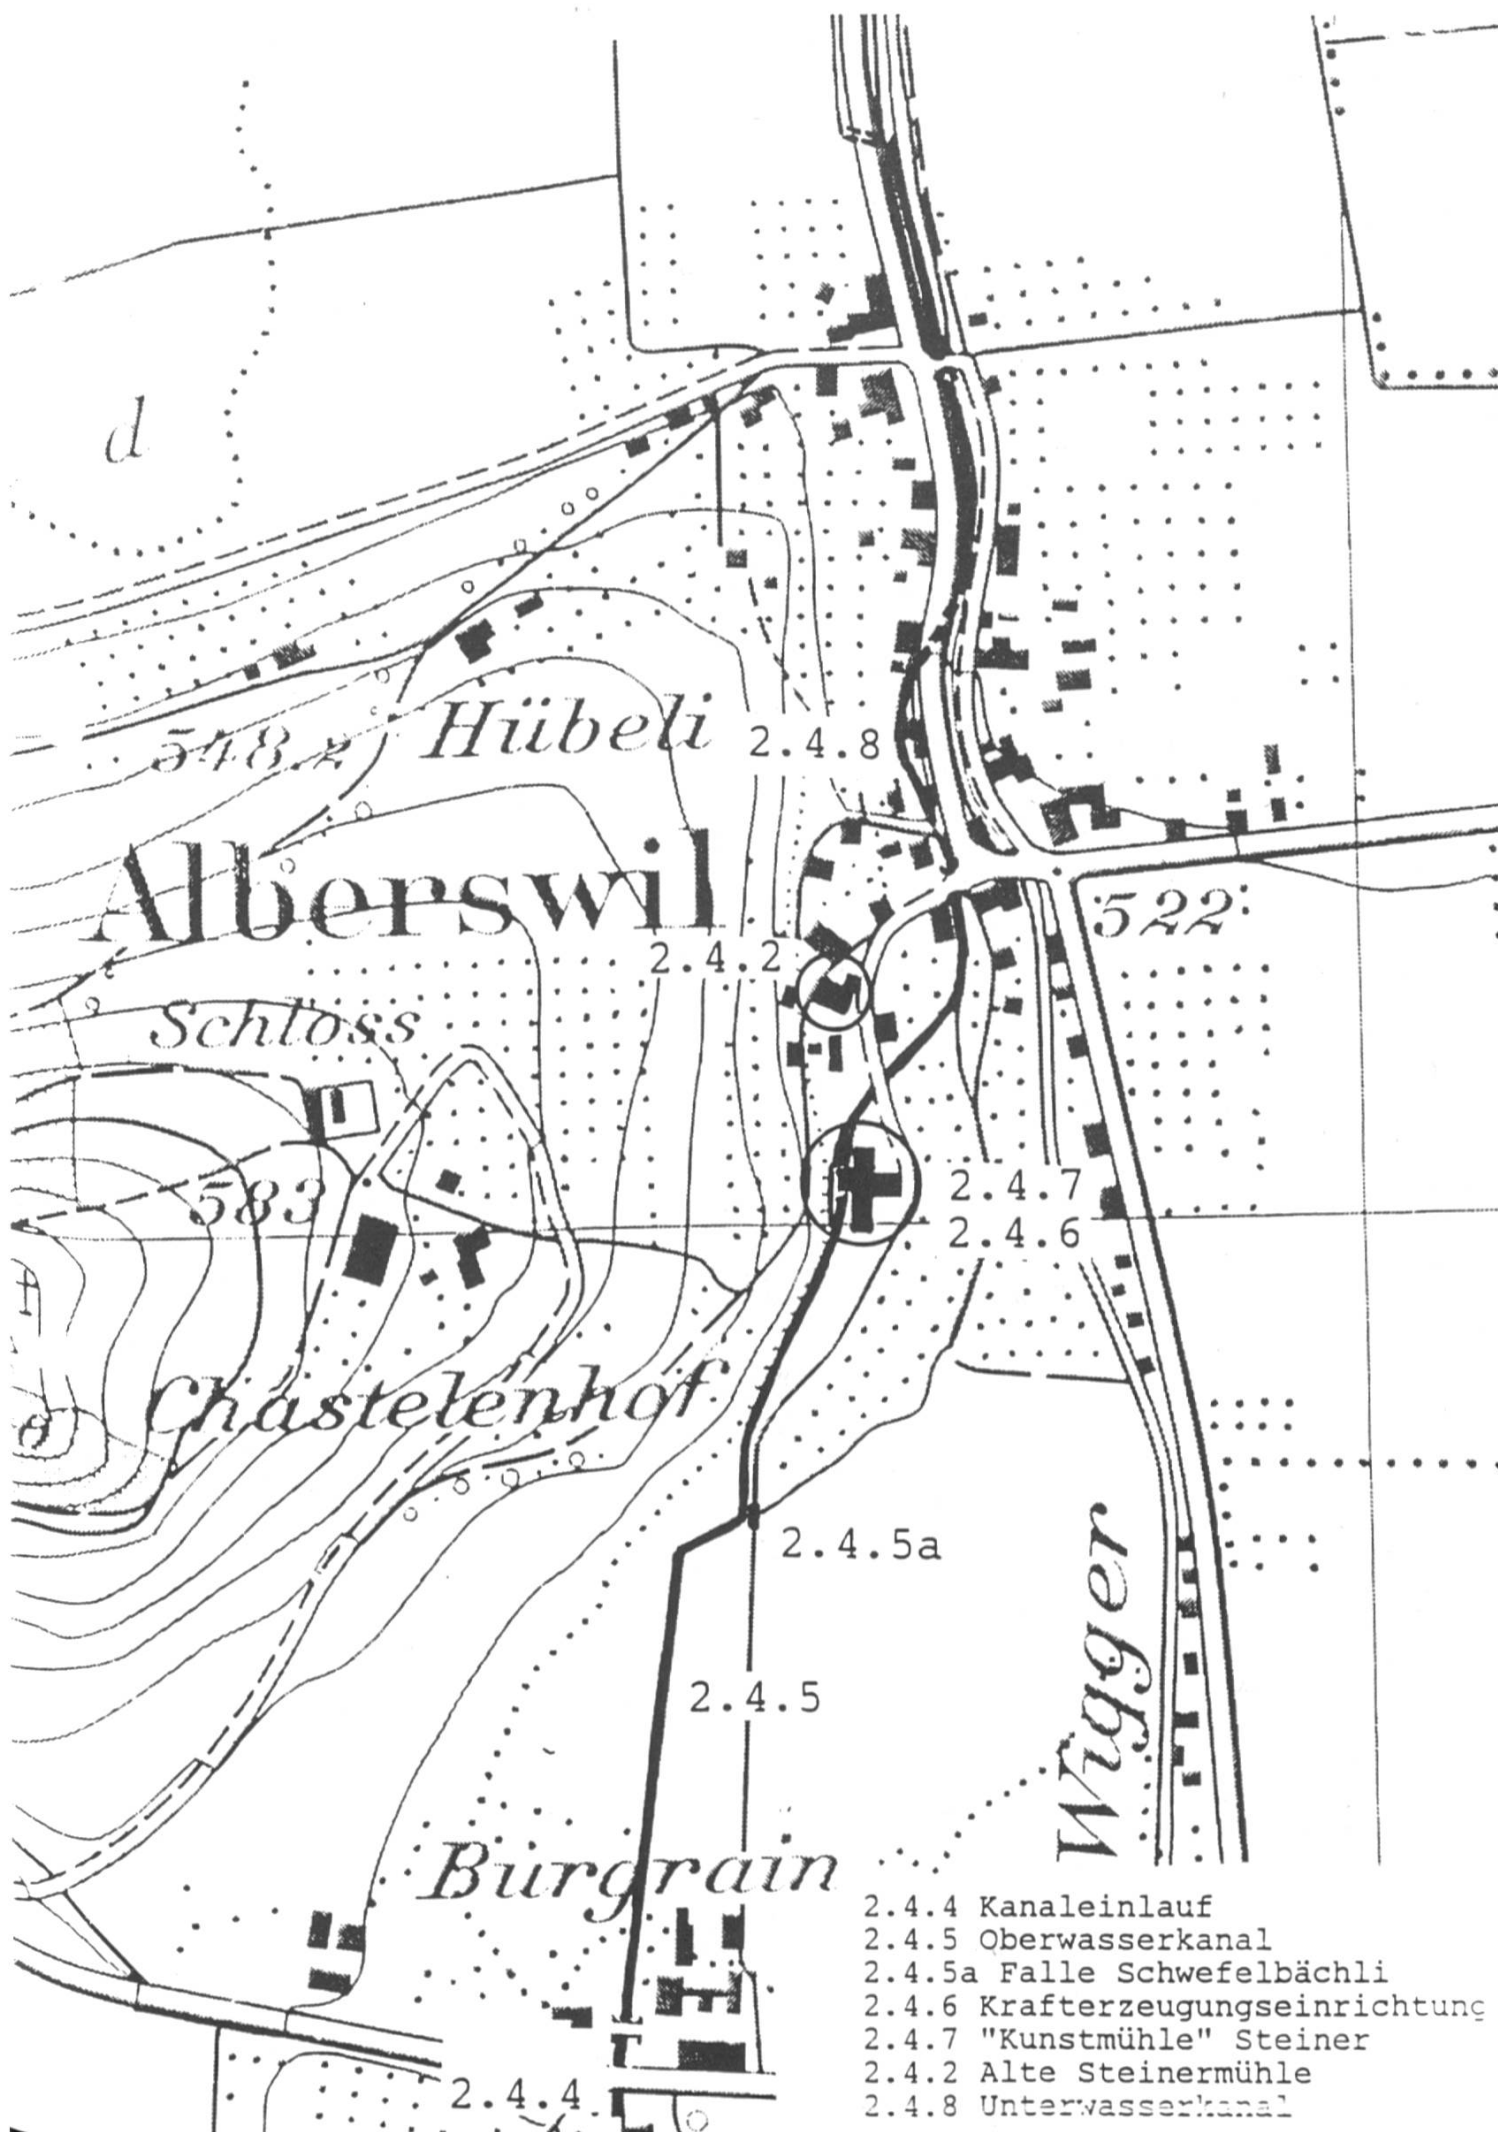 d
Hübeli
2.4.8
548.2
Alberswil
522
2.4.2
Schloss
583
2.4.7
2.4.6
Chastelenhof
2.4.5a
2.4.5
Wigger
Burgrain
2.4.4
2.4.4 Kanaleinlauf
2.4.5 Oberwasserkanal
2.4.5a Falle Schwefelbächli
2.4.6 Krafterzeugungseinrichtung
2.4.7 "Kunstmühle" Steiner
2.4.2 Alte Steinermühle
2.4.8 Unterwasserkanal